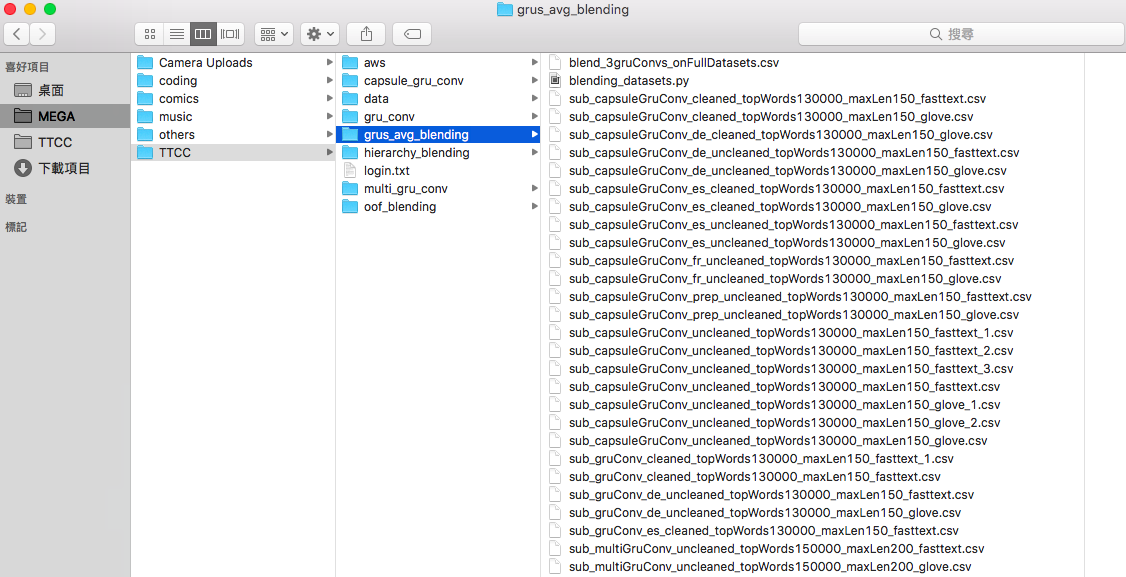 grus_avg_blending
搜尋
喜好項目
桌面
MEGA
TTCC
下載項目
裝置
標記
Camera Uploads
coding
comics
music
others
TTCC
aws
capsule_gru_conv
data
gru_conv
grus_avg_blending
hierarchy_blending
login.txt
multi_gru_conv
oof_blending
blend_3gruConvs_onFullDatasets.csv
blending_datasets.py
sub_capsuleGruConv_cleaned_topWords130000_maxLen150_fasttext.csv
sub_capsuleGruConv_cleaned_topWords130000_maxLen150_glove.csv
sub_capsuleGruConv_de_cleaned_topWords130000_maxLen150_glove.csv
sub_capsuleGruConv_de_uncleaned_topWords130000_maxLen150_fasttext.csv
sub_capsuleGruConv_de_uncleaned_topWords130000_maxLen150_glove.csv
sub_capsuleGruConv_es_cleaned_topWords130000_maxLen150_fasttext.csv
sub_capsuleGruConv_es_cleaned_topWords130000_maxLen150_glove.csv
sub_capsuleGruConv_es_uncleaned_topWords130000_maxLen150_fasttext.csv
sub_capsuleGruConv_es_uncleaned_topWords130000_maxLen150_glove.csv
sub_capsuleGruConv_fr_uncleaned_topWords130000_maxLen150_fasttext.csv
sub_capsuleGruConv_fr_uncleaned_topWords130000_maxLen150_glove.csv
sub_capsuleGruConv_prep_uncleaned_topWords130000_maxLen150_fasttext.csv
sub_capsuleGruConv_prep_uncleaned_topWords130000_maxLen150_glove.csv
sub_capsuleGruConv_uncleaned_topWords130000_maxLen150_fasttext_1.csv
sub_capsuleGruConv_uncleaned_topWords130000_maxLen150_fasttext_2.csv
sub_capsuleGruConv_uncleaned_topWords130000_maxLen150_fasttext_3.csv
sub_capsuleGruConv_uncleaned_topWords130000_maxLen150_fasttext.csv
sub_capsuleGruConv_uncleaned_topWords130000_maxLen150_glove_1.csv
sub_capsuleGruConv_uncleaned_topWords130000_maxLen150_glove_2.csv
sub_capsuleGruConv_uncleaned_topWords130000_maxLen150_glove.csv
sub_gruConv_cleaned_topWords130000_maxLen150_fasttext_1.csv
sub_gruConv_cleaned_topWords130000_maxLen150_fasttext.csv
sub_gruConv_de_uncleaned_topWords130000_maxLen150_fasttext.csv
sub_gruConv_de_uncleaned_topWords130000_maxLen150_glove.csv
sub_gruConv_es_cleaned_topWords130000_maxLen150_fasttext.csv
sub_multiGruConv_uncleaned_topWords150000_maxLen200_fasttext.csv
sub_multiGruConv_uncleaned_topWords150000_maxLen200_glove.csv